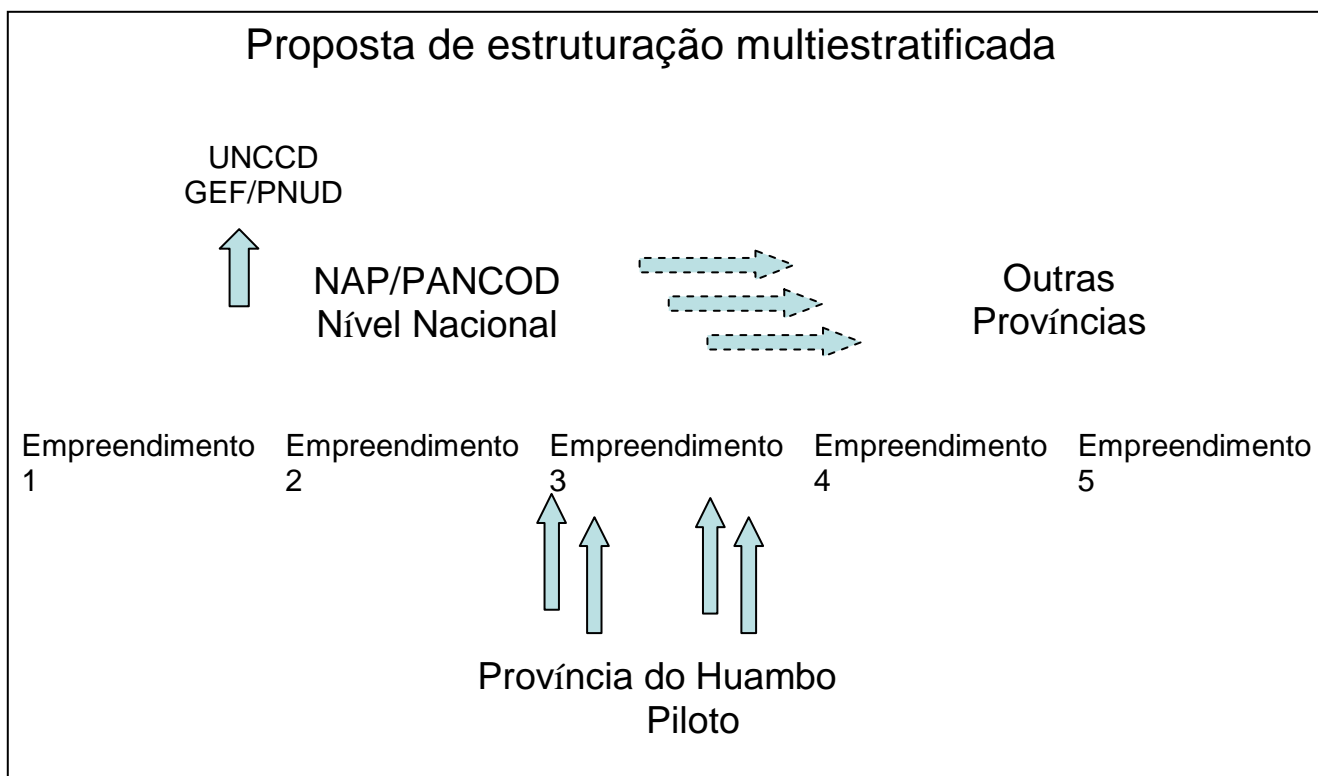 Proposta de estruturação multiestratificada
UNCCD
GEF/PNUD
NAP/PANCOD
Nível Nacional
Outras
Províncias
Empreendimento
1
Empreendimento
2
Empreendimento
3
Empreendimento
4
Empreendimento
5
Província do Huambo
Piloto